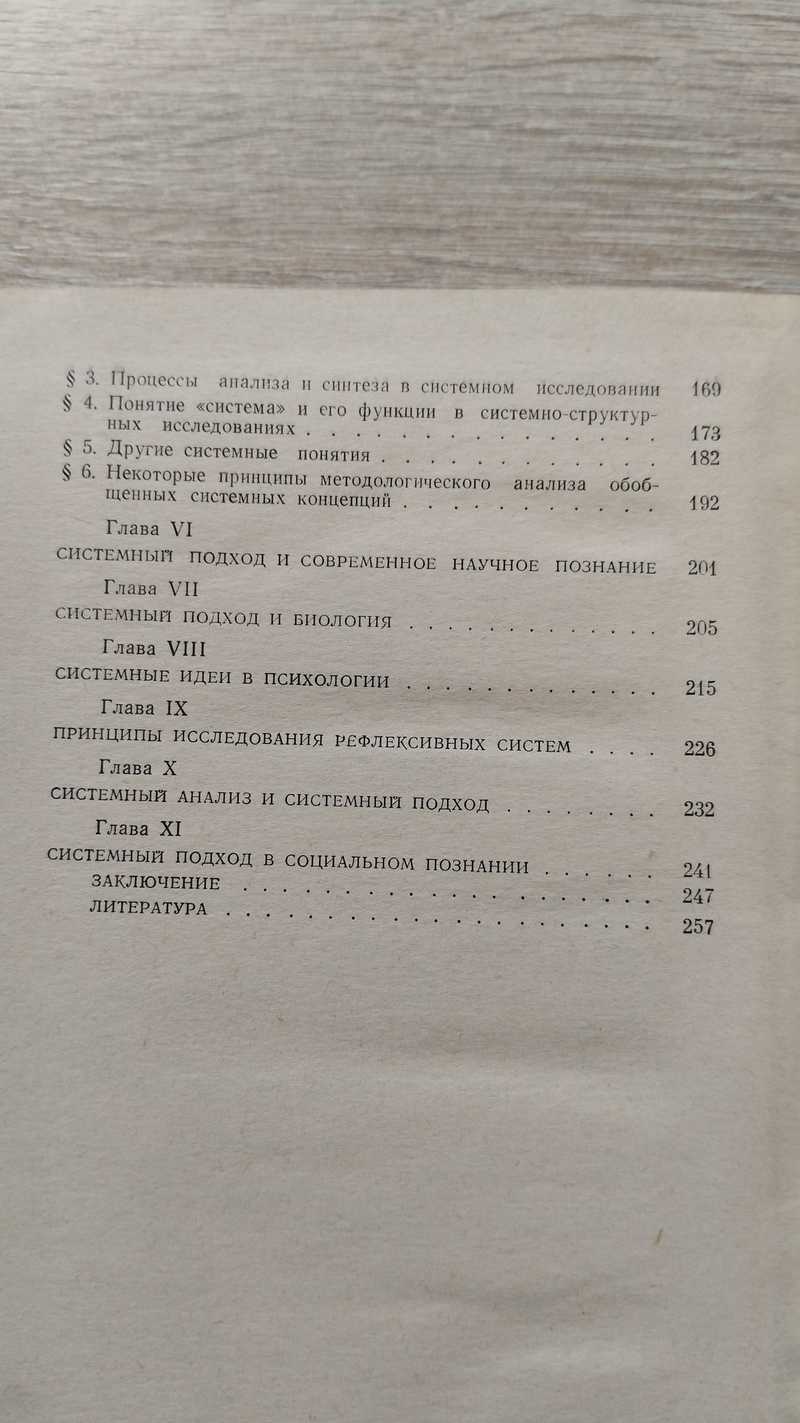 § 3. Процессы анализа и синтеза в системном исследовании 169
§ 4. Понятие «система» и его функции в системно-структур-
ных исследованиях . . . . . . . . . . . . . . . 173
§ 5. Другие системные понятия . . . . . . . . . . . . 182
§ 6. Некоторые принципы методологического анализа обоб-
щенных системных концепций . . . . . . . . . . . 192
Глава VI
СИСТЕМНЫЙ ПОДХОД И СОВРЕМЕННОЕ НАУЧНОЕ ПОЗНАНИЕ 201
Глава VII
СИСТЕМНЫЙ ПОДХОД И БИОЛОГИЯ . . . . . . . . . . . . . 205
Глава VIII
СИСТЕМНЫЕ ИДЕИ В ПСИХОЛОГИИ . . . . . . . . . . . . . 215
Глава IX
ПРИНЦИПЫ ИССЛЕДОВАНИЯ РЕФЛЕКСИВНЫХ СИСТЕМ . . . . 226
Глава X
СИСТЕМНЫЙ АНАЛИЗ И СИСТЕМНЫЙ ПОДХОД . . . . . . . . 232
Глава XI
СИСТЕМНЫЙ ПОДХОД В СОЦИАЛЬНОМ ПОЗНАНИИ . . . . . . 241
ЗАКЛЮЧЕНИЕ . . . . . . . . . . . . . . . . . . . . 247
ЛИТЕРАТУРА . . . . . . . . . . . . . . . . . . . . . 257